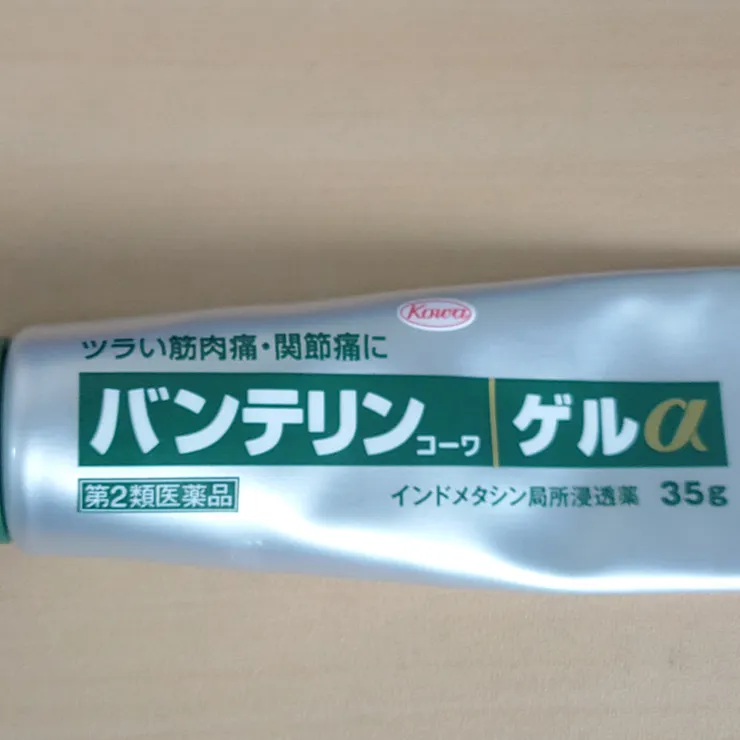 Kowa
ツラい筋肉痛・関節痛に
バンテリンコーワ ゲルα
第2類医薬品
インドメタシン局所浸透薬 35g